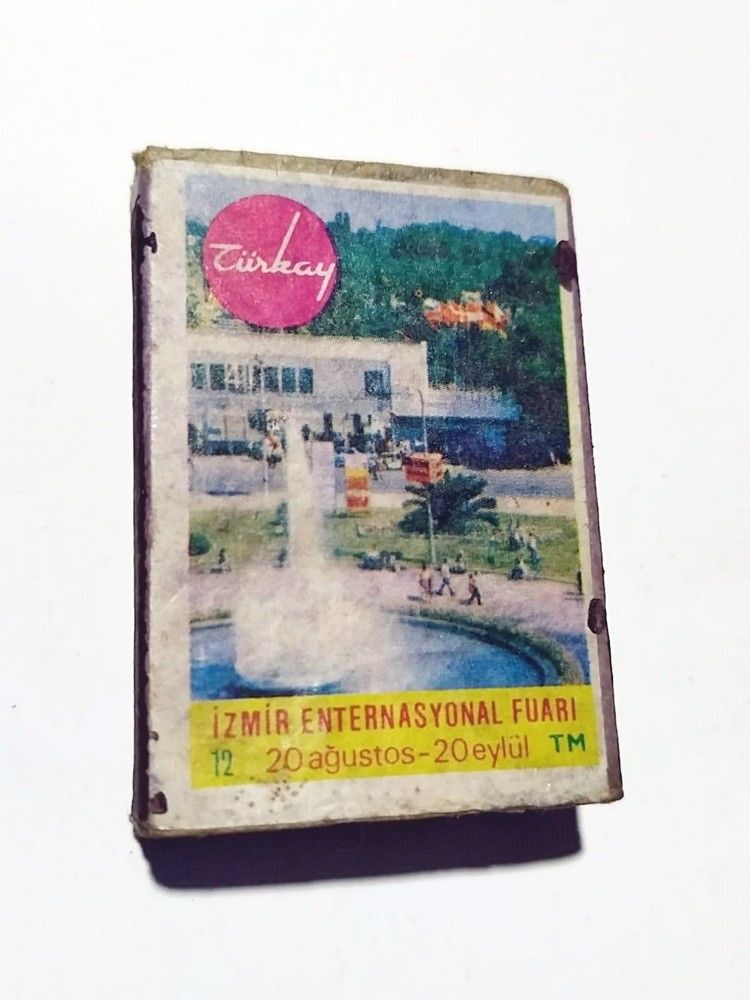 Türkay
İZMİR ENTERNASYONAL FUARI
12 20 ağustos-20 eylül TM